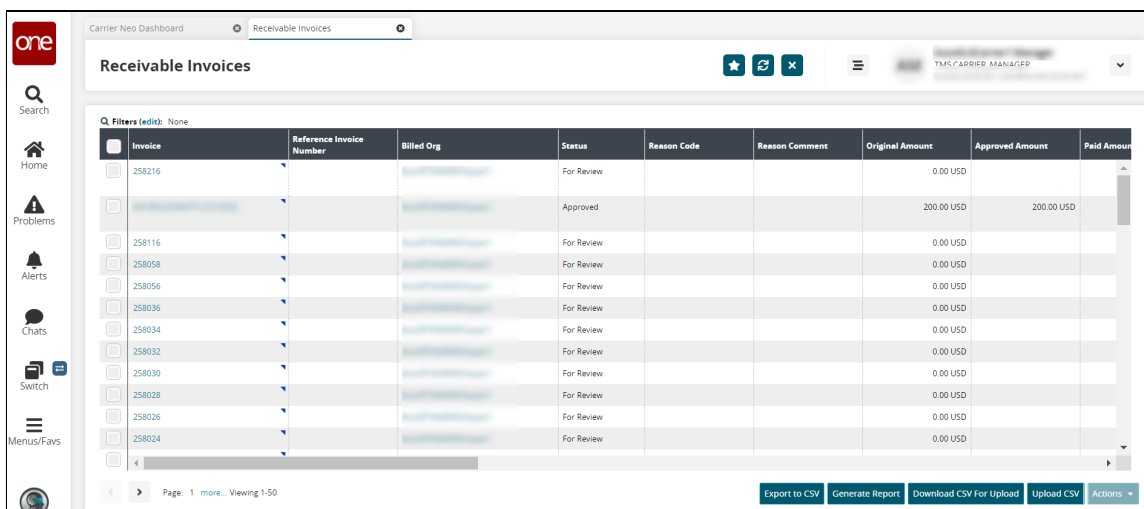 one
Carrier Neo Dashboard
Receivable Invoices
Receivable Invoices
TMS CARRIER MANAGER
Search
Home
Problems
Alerts
Chats
Switch
Menus/Favs
Filters (edit): None
Invoice Reference Invoice Number Billed Org Status Reason Code Reason Comment Original Amount Approved Amount Paid Amoun
258216 For Review 0.00 USD
Approved 200.00 USD 200.00 USD
258116 For Review 0.00 USD
258058 For Review 0.00 USD
258056 For Review 0.00 USD
258036 For Review 0.00 USD
258034 For Review 0.00 USD
258032 For Review 0.00 USD
258030 For Review 0.00 USD
258028 For Review 0.00 USD
258026 For Review 0.00 USD
258024 For Review 0.00 USD
Page: 1 more... Viewing 1-50
Export to CSV Generate Report Download CSV For Upload Upload CSV Actions